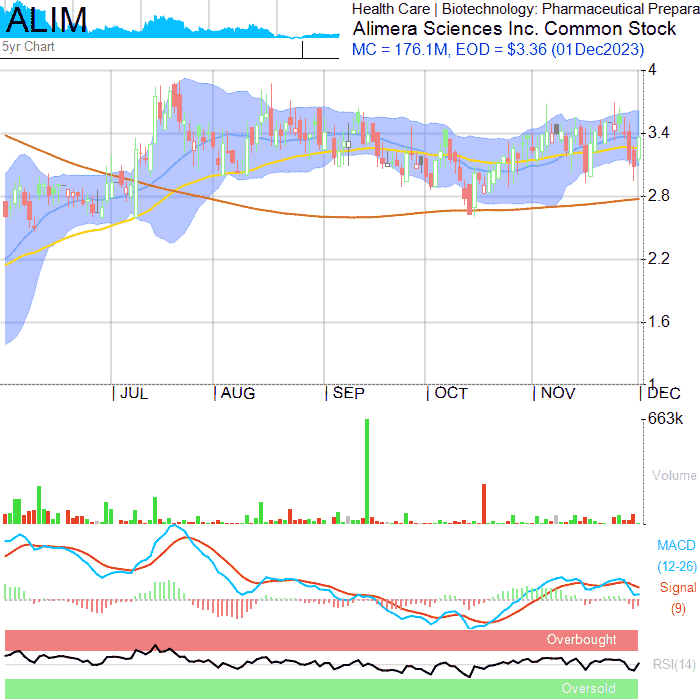 ALIM
Health Care | Biotechnology: Pharmaceutical Prepara
Alimera Sciences Inc. Common Stock
5yr Chart
MC = 176.1M, EOD = $3.36 (01Dec2023)
4
3.4
2.8
2.2
1.6
1
JUL AUG SEP OCT NOV DEC
663k
Volume
MACD
(12-26)
Signal
(9)
Overbought
RSI(14)
Oversold